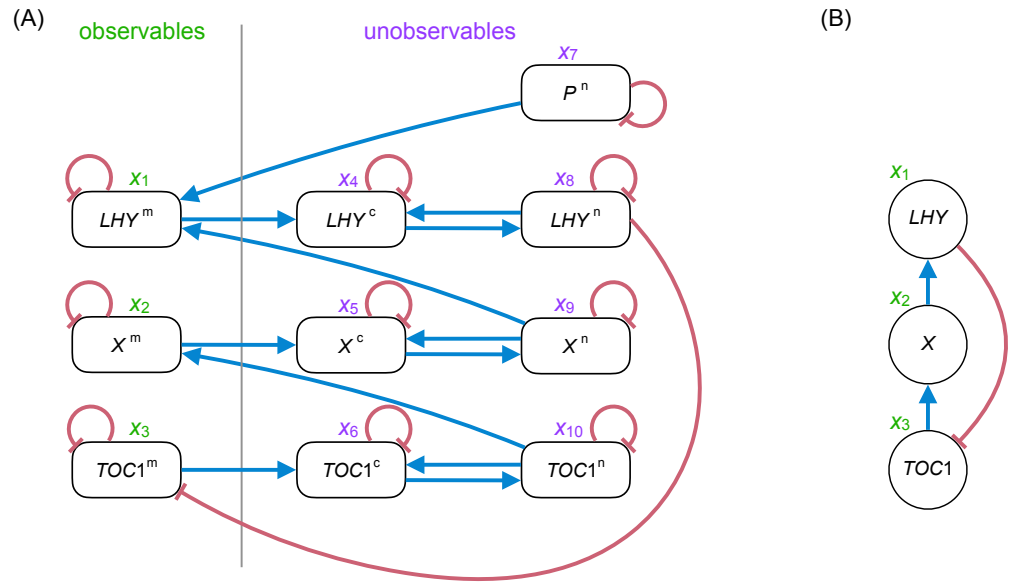 (A)
observables
unobservables
x7
P n
x1
x4
x8
LHY m
LHY c
LHY n
x2
x5
x9
X m
X c
X n
x3
x6
x10
TOC1 m
TOC1 c
TOC1 n
(B)
x1
LHY
x2
X
x3
TOC1